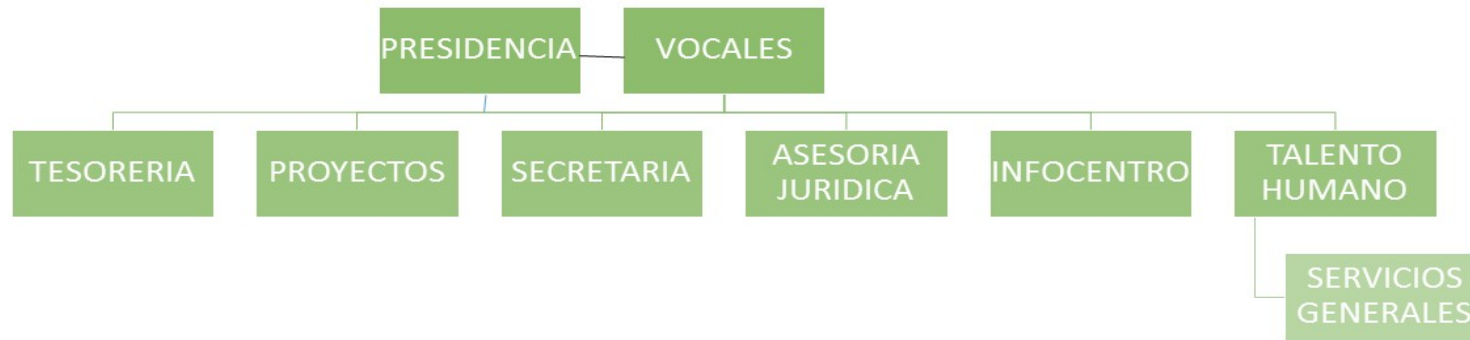 PRESIDENCIA
VOCALES
TESORERIA
PROYECTOS
SECRETARIA
ASESORIA
JURIDICA
INFOCENTRO
TALENTO
HUMANO
SERVICIOS
GENERALES